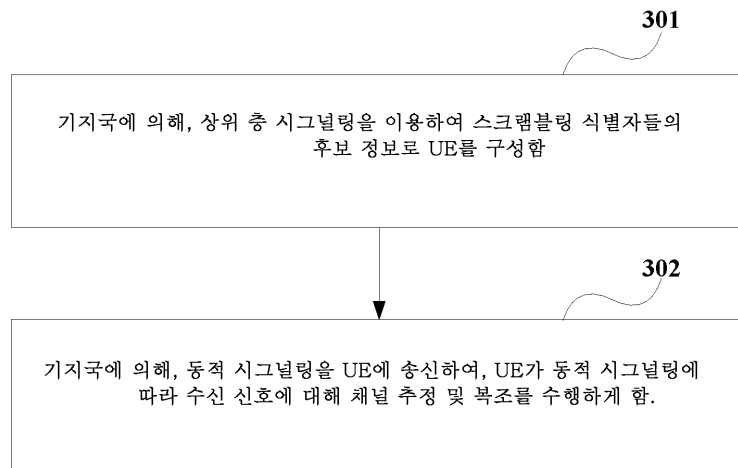 301
기지국에 의해, 상위 층 시그널링을 이용하여 스크램블링 식별자들의
후보 정보로 UE를 구성함
302
기지국에 의해, 동적 시그널링을 UE에 송신하여, UE가 동적 시그널링에
따라 수신 신호에 대해 채널 추정 및 복조를 수행하게 함.